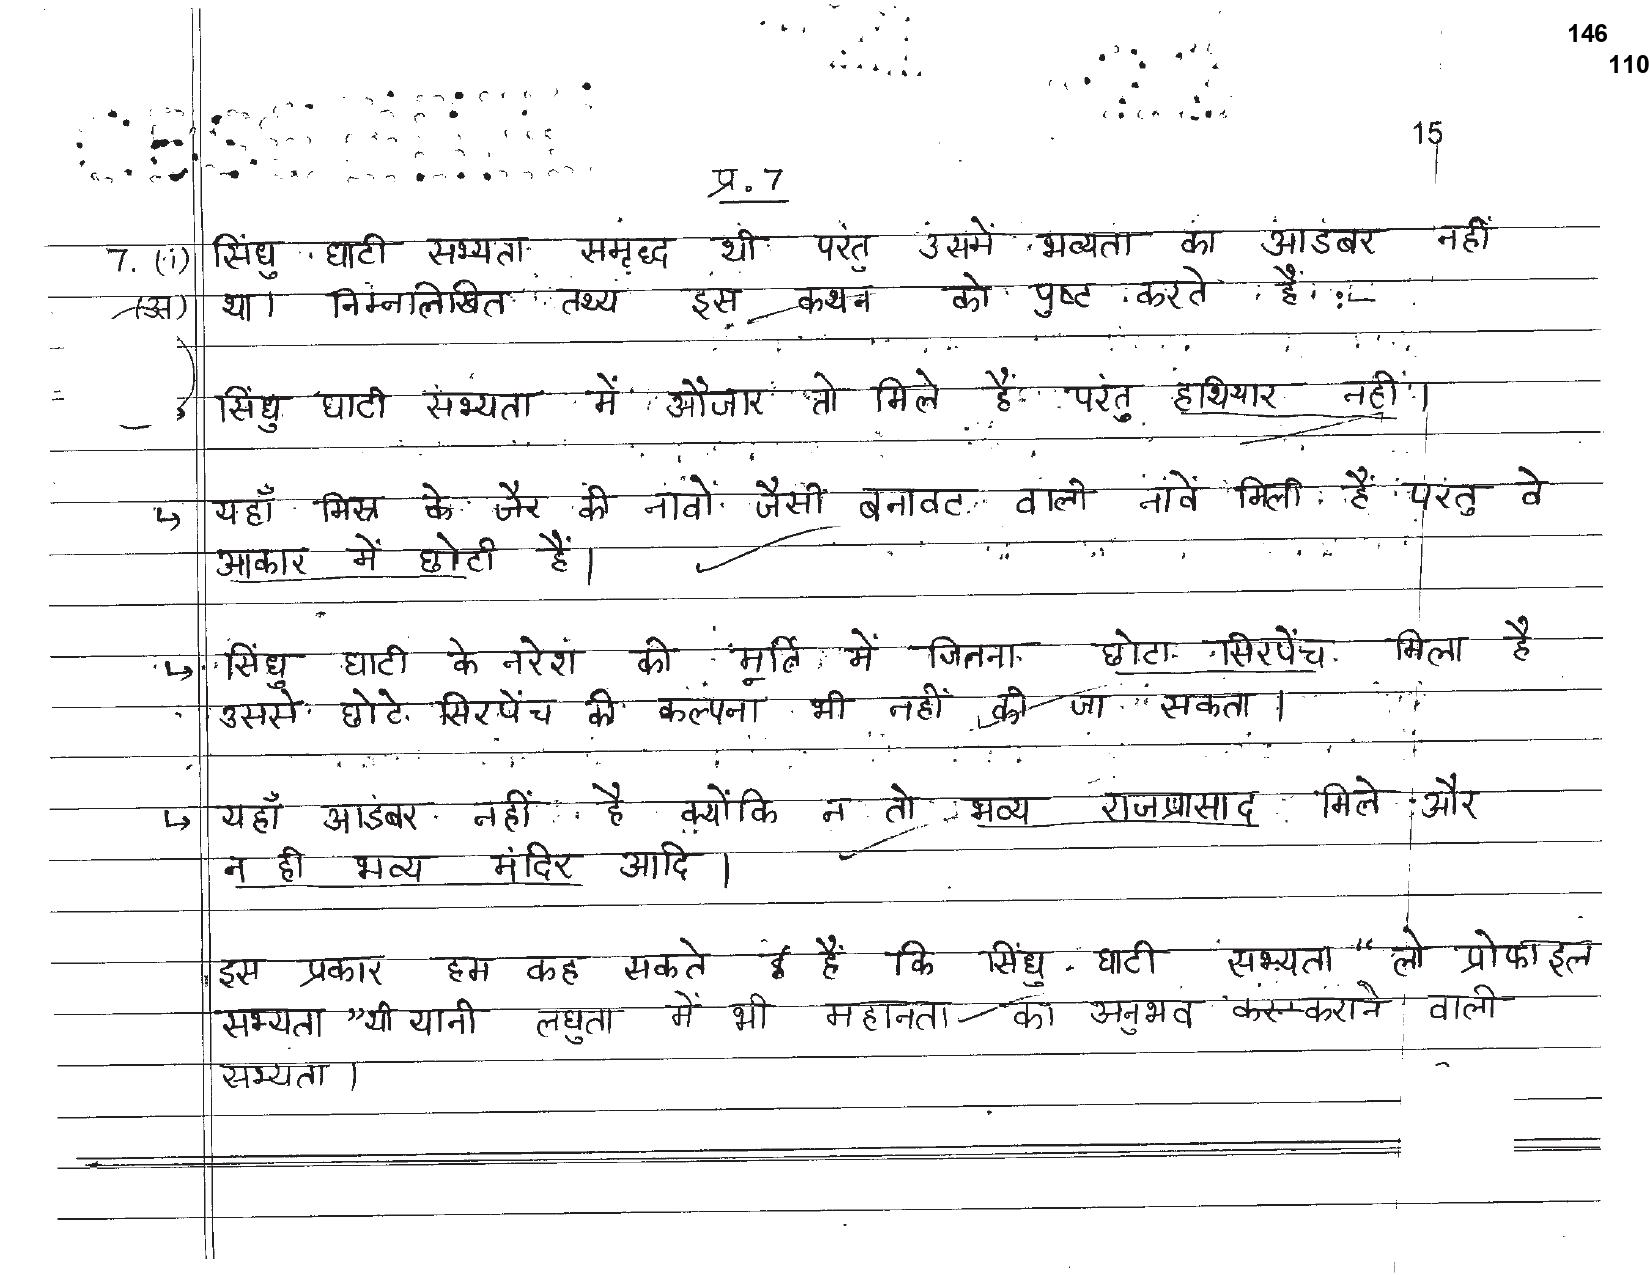 146
110
15
प्र. 7
7. (i) सिंधु घाटी सभ्यता समृद्ध थी परंतु उसमें भव्यता का आडंबर नहीं
(अ) था। निम्नलिखित तथ्य इस कथन को पुष्ट करते हैं :-
सिंधु घाटी सभ्यता में औजार तो मिले हैं परंतु हथियार नहीं।
↳ यहाँ मिस्र के जैर की नावों जैसी बनावट वाली नावें मिली हैं परंतु वे
आकार में छोटी हैं।
↳ सिंधु घाटी के नरेश की मूर्ति में जितना छोटा सिरपेंच मिला है
उससे छोटे सिरपेंच की कल्पना भी नहीं की जा सकता।
↳ यहाँ आडंबर नहीं है क्योंकि न तो भव्य राजप्रासाद मिले और
न ही भव्य मंदिर आदि।
इस प्रकार हम कह सकते हैं कि सिंधु घाटी सभ्यता "लो प्रोफाइल
सभ्यता" थी यानी लघुता में भी महानता का अनुभव कराने वाली
सभ्यता।